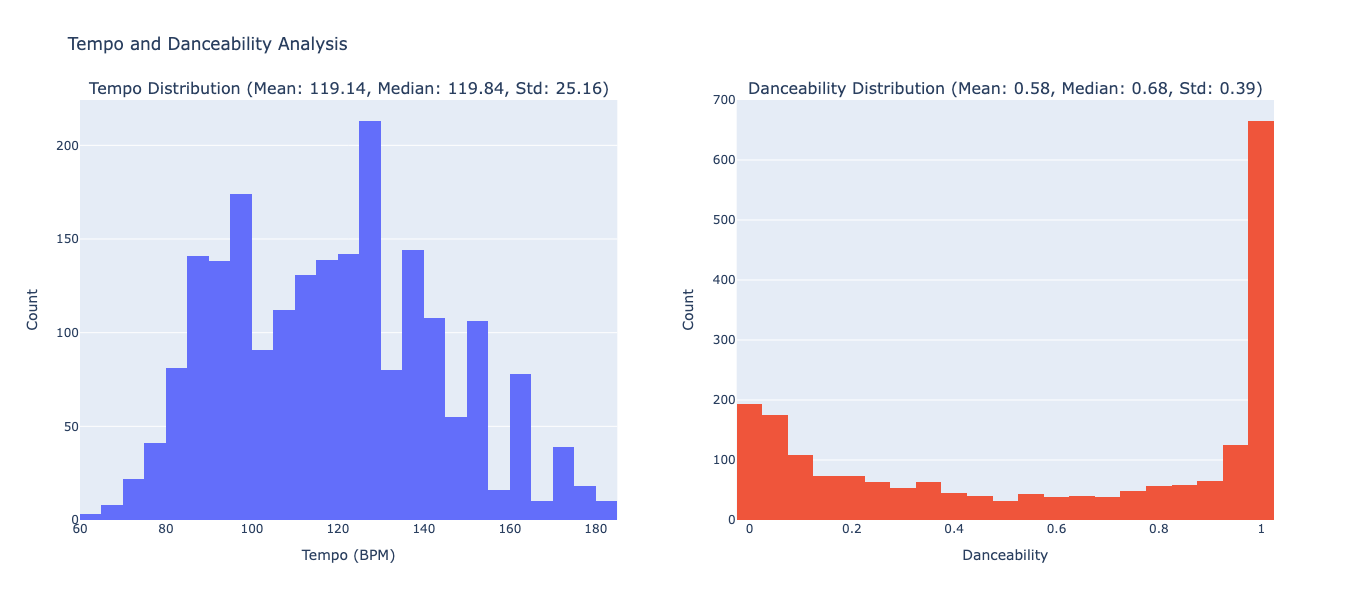 Tempo and Danceability Analysis
Tempo Distribution (Mean: 119.14, Median: 119.84, Std: 25.16)
200
150
100
50
0
Count
60 80 100 120 140 160 180
Tempo (BPM)
Danceability Distribution (Mean: 0.58, Median: 0.68, Std: 0.39)
700
600
500
400
300
200
100
0
Count
0 0.2 0.4 0.6 0.8 1
Danceability